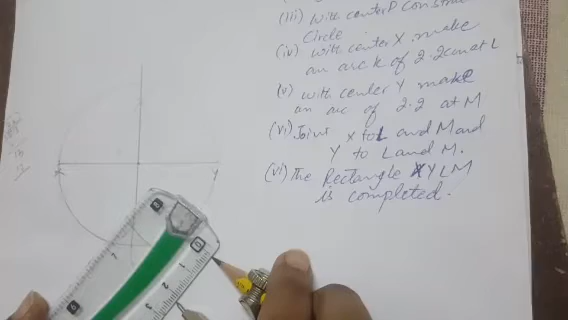 (iii) With center P construct
Circle
(iv) with center X make
an arc k of 2.2cm at L
(v) with center Y make
an arc of 2.2 at M
(vi) Joint X to L and M and
Y to L and M.
(vi) The Rectangle XYLM
is completed.